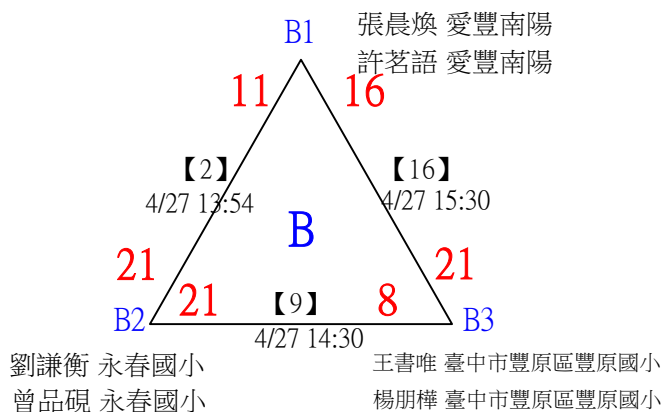 B1
張晨煥 愛豐南陽
許茗語 愛豐南陽
11
16
【2】
4/27 13:54
【16】
4/27 15:30
B
21
21
21
【9】
8
B2
4/27 14:30
B3
劉謙衡 永春國小
曾品硯 永春國小
王書唯 臺中市豐原區豐原國小
楊朋樺 臺中市豐原區豐原國小